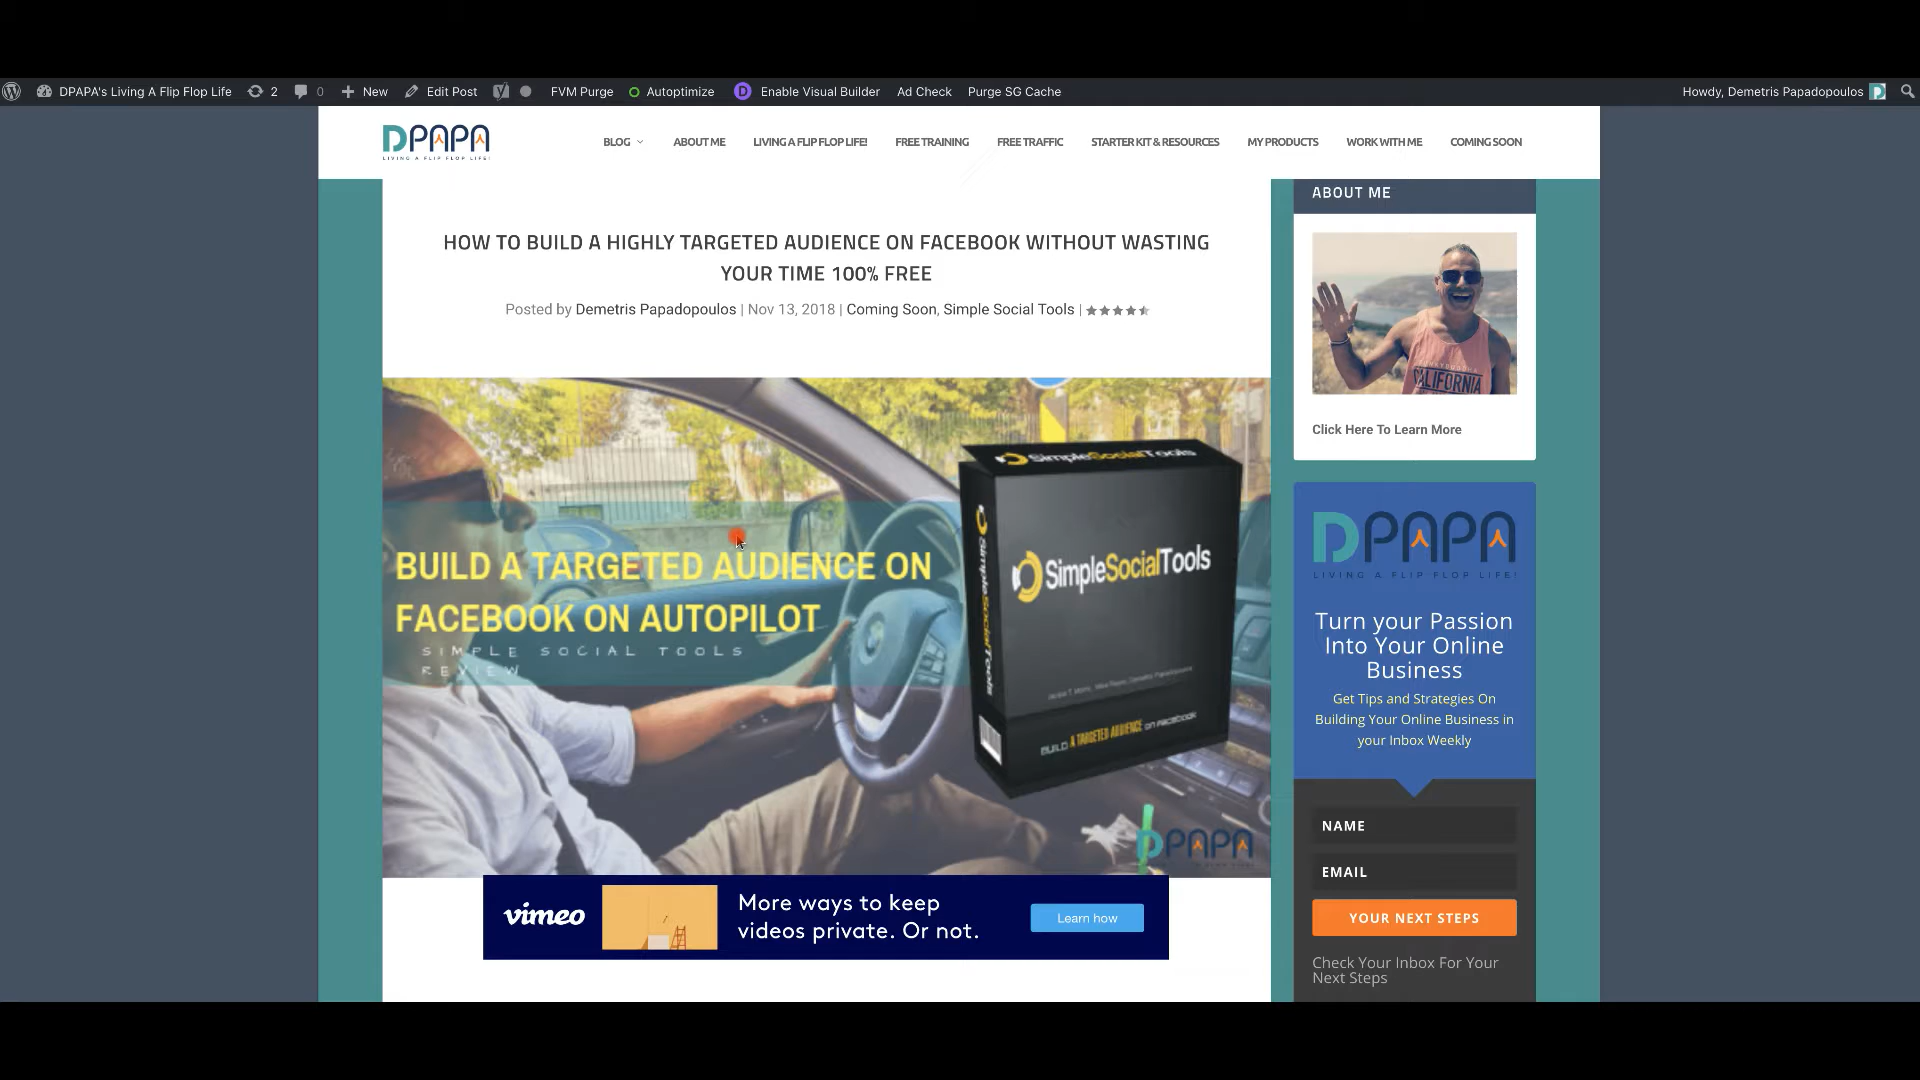 DPAPA's Living A Flip Flop Life 2 0 New Edit Post FVM Purge Autoptimize D Enable Visual Builder Ad Check Purge SG Cache Howdy, Demetris Papadopoulos
DPAPA
LIVING A FLIP FLOP LIFE!
BLOG ABOUT ME LIVING A FLIP FLOP LIFE! FREE TRAINING FREE TRAFFIC STARTER KIT & RESOURCES MY PRODUCTS WORK WITH ME COMING SOON
HOW TO BUILD A HIGHLY TARGETED AUDIENCE ON FACEBOOK WITHOUT WASTING
YOUR TIME 100% FREE
Posted by Demetris Papadopoulos | Nov 13, 2018 | Coming Soon, Simple Social Tools |
BUILD A TARGETED AUDIENCE ON
FACEBOOK ON AUTOPILOT
SIMPLE SOCIAL TOOLS
REVIEW
SimpleSocialTools
SimpleSocialTools
SimpleSocialTools
SimpleSocialTools
BUILD A TARGETED AUDIENCE ON FACEBOOK
DPAPA
vimeo
More ways to keep
videos private. Or not.
Learn how
ABOUT ME
CALIFORNIA
Click Here To Learn More
DPAPA
LIVING A FLIP FLOP LIFE!
Turn your Passion
Into Your Online
Business
Get Tips and Strategies On
Building Your Online Business in
your Inbox Weekly
NAME
EMAIL
YOUR NEXT STEPS
Check Your Inbox For Your
Next Steps